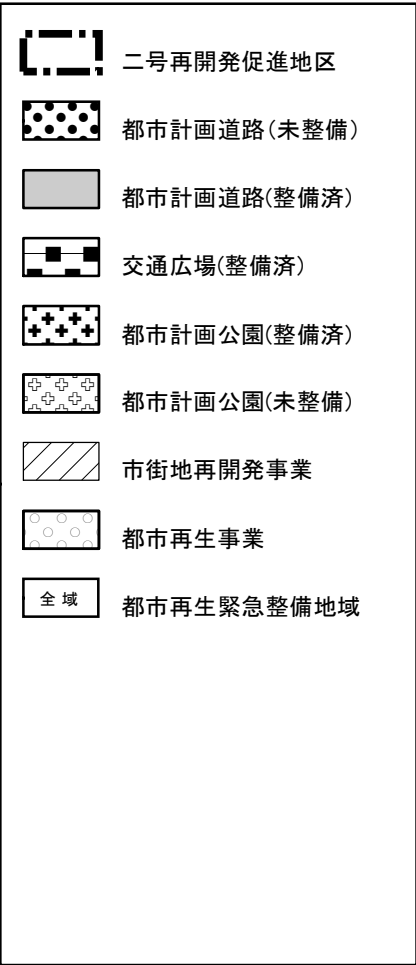 二号再開発促進地区
都市計画道路（未整備）
都市計画道路(整備済)
交通広場(整備済)
都市計画公園(整備済)
都市計画公園(未整備)
市街地再開発事業
都市再生事業
全域 都市再生緊急整備地域